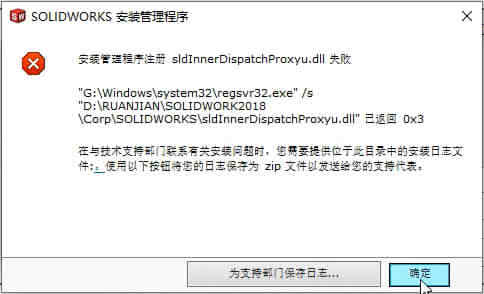 SOLIDWORKS 安装管理程序
安装管理程序注册 sldInnerDispatchProxyu.dll 失败
"G:\Windows\system32\regsvr32.exe" /s
"D:\RUANJIAN\SOLIDWORK2018
\Corp\SOLIDWORKS\sldInnerDispatchProxyu.dll" 已返回 0x3
在与技术支持部门联系有关安装问题时，您需要提供位于此目录中的安装日志文
件:。使用以下按钮将您的日志保存为 zip 文件以发送给您的支持代表。
为支持部门保存日志...
确定